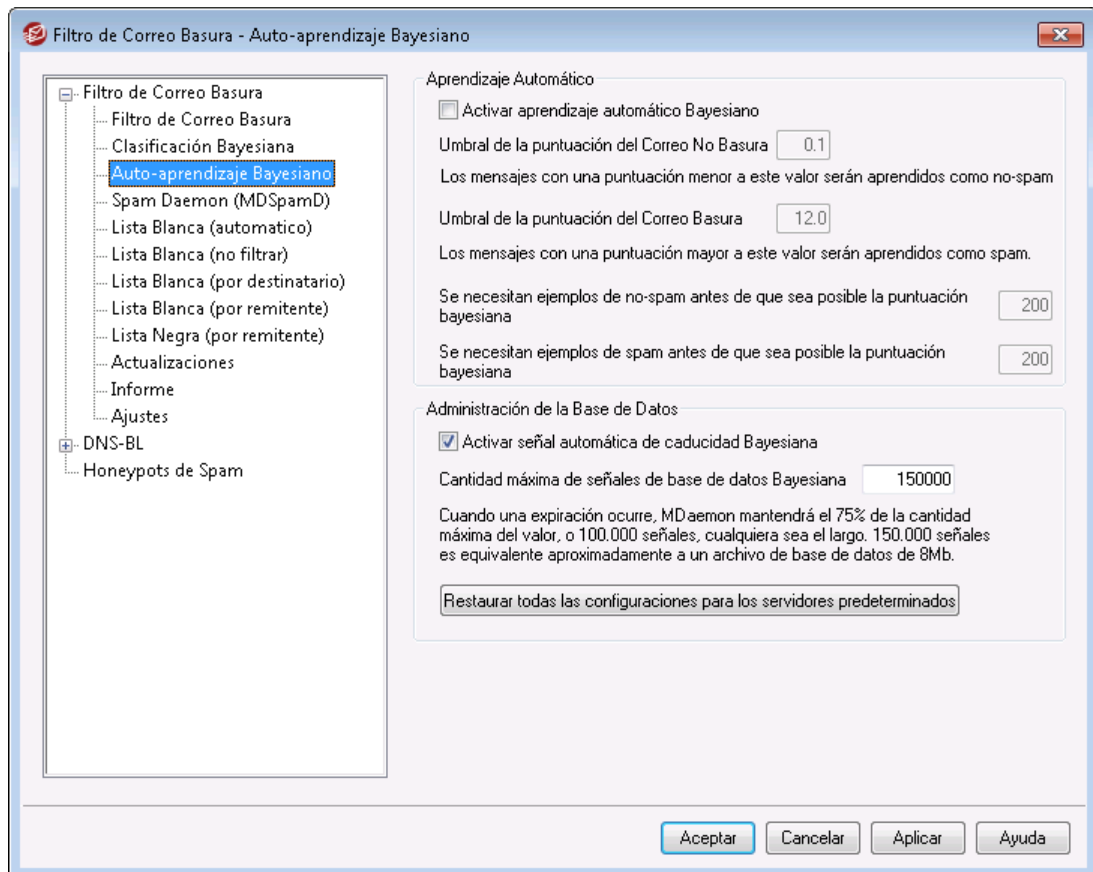 Filtro de Correo Basura - Auto-aprendizaje Bayesiano
Filtro de Correo Basura
Filtro de Correo Basura
Clasificación Bayesiana
Auto-aprendizaje Bayesiano
Spam Daemon (MDSpamD)
Lista Blanca (automatico)
Lista Blanca (no filtrar)
Lista Blanca (por destinatario)
Lista Blanca (por remitente)
Lista Negra (por remitente)
Actualizaciones
Informe
Ajustes
DNS-BL
Honeypots de Spam
Aprendizaje Automático
Activar aprendizaje automático Bayesiano
Umbral de la puntuación del Correo No Basura 0.1
Los mensajes con una puntuación menor a este valor serán aprendidos como no-spam
Umbral de la puntuación del Correo Basura 12.0
Los mensajes con una puntuación mayor a este valor serán aprendidos como spam.
Se necesitan ejemplos de no-spam antes de que sea posible la puntuación
bayesiana 200
Se necesitan ejemplos de spam antes de que sea posible la puntuación
bayesiana 200
Administración de la Base de Datos
Activar señal automática de caducidad Bayesiana
Cantidad máxima de señales de base de datos Bayesiana 150000
Cuando una expiración ocurre, MDaemon mantendrá el 75% de la cantidad
máxima del valor, o 100.000 señales, cualquiera sea el largo. 150.000 señales
es equivalente aproximadamente a un archivo de base de datos de 8Mb.
Restaurar todas las configuraciones para los servidores predeterminados
Aceptar Cancelar Aplicar Ayuda